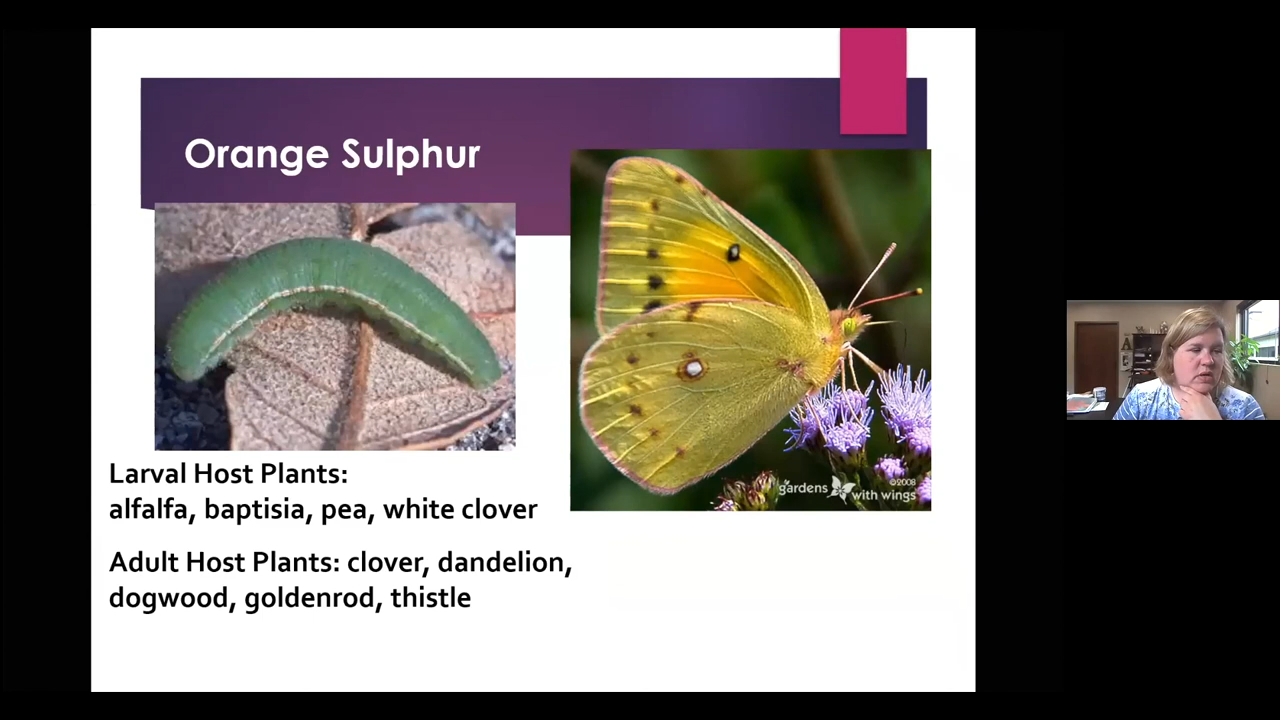 Orange Sulphur
©2008
gardens with wings
Larval Host Plants:
alfalfa, baptisia, pea, white clover
Adult Host Plants: clover, dandelion,
dogwood, goldenrod, thistle